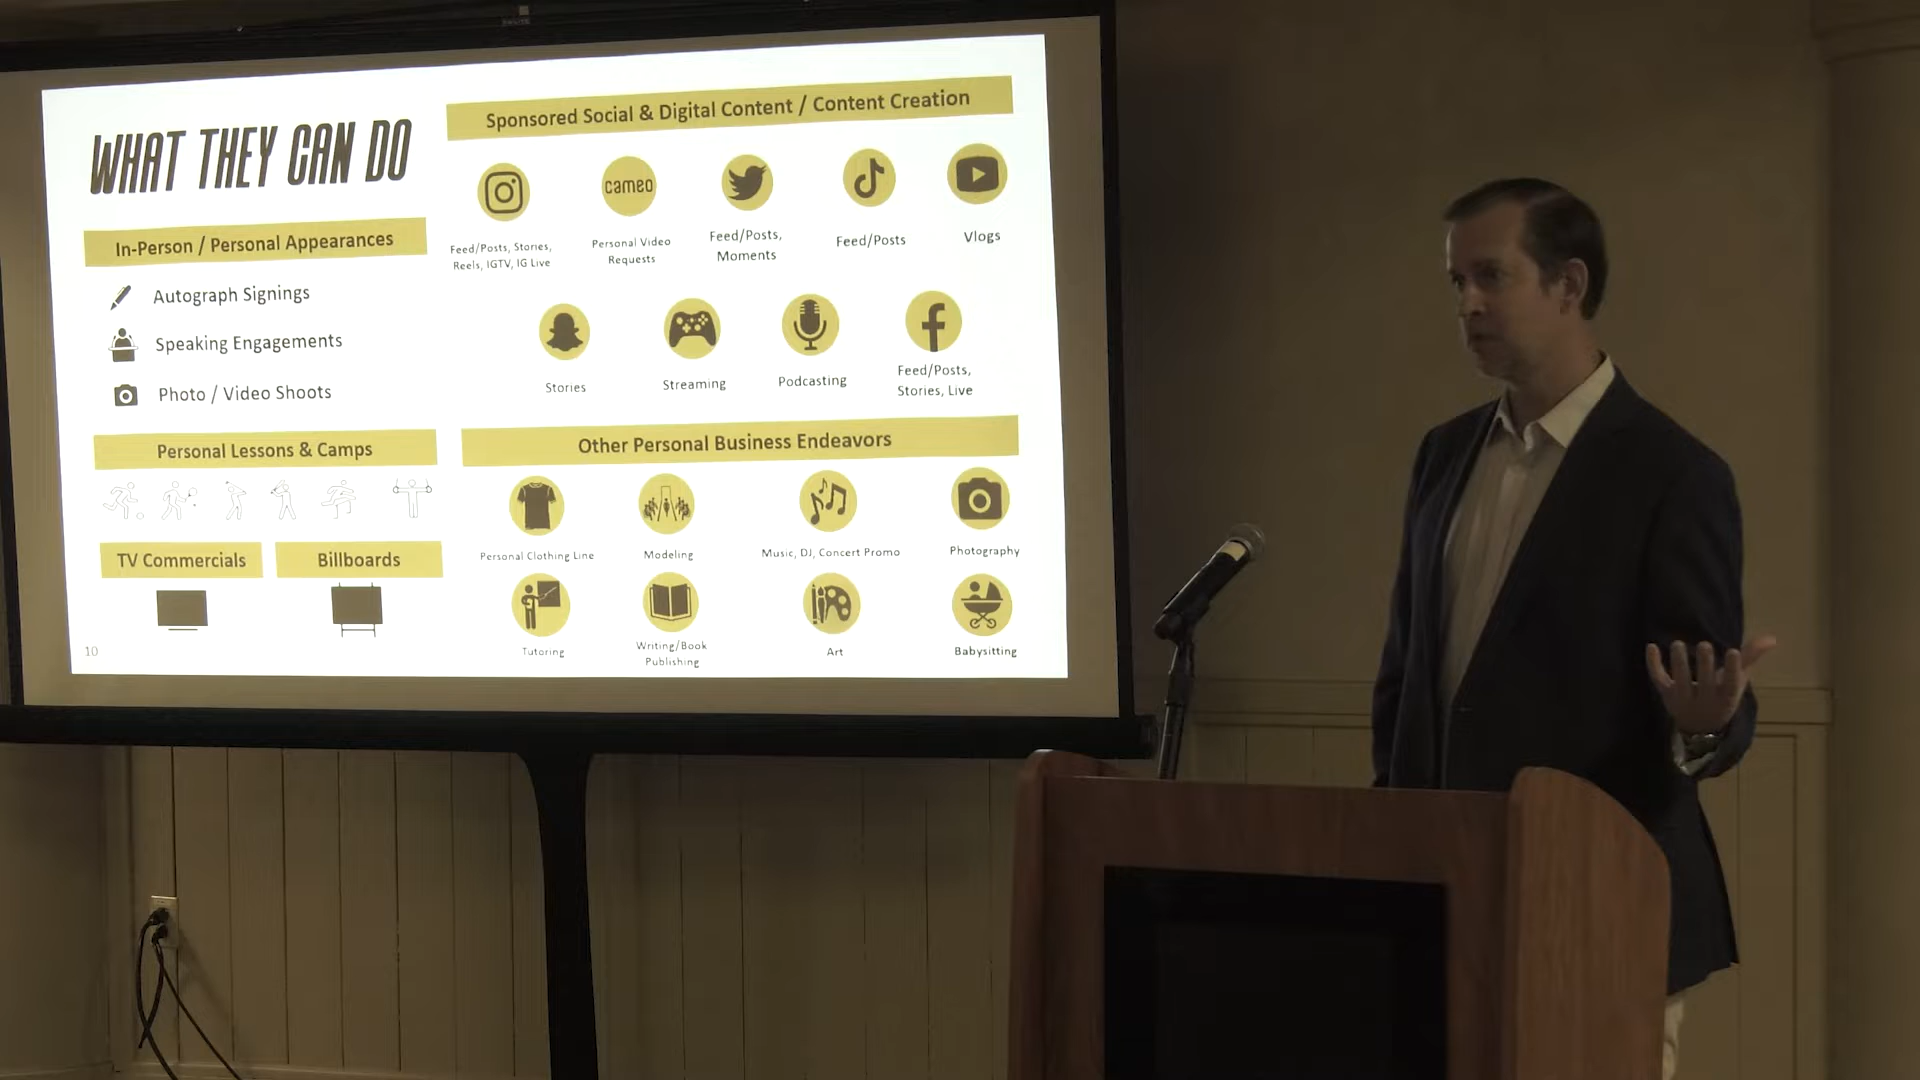 WHAT THEY CAN DO
In-Person / Personal Appearances
Autograph Signings
Speaking Engagements
Photo / Video Shoots
Personal Lessons & Camps
TV Commercials
Billboards
10
Sponsored Social & Digital Content / Content Creation
cameo
Feed/Posts, Stories,
Reels, IGTV, IG Live
Personal Video
Requests
Feed/Posts,
Moments
Feed/Posts
Vlogs
Stories
Streaming
Podcasting
Feed/Posts,
Stories, Live
Other Personal Business Endeavors
Personal Clothing Line
Modeling
Music, DJ, Concert Promo
Photography
Tutoring
Writing/Book
Publishing
Art
Babysitting